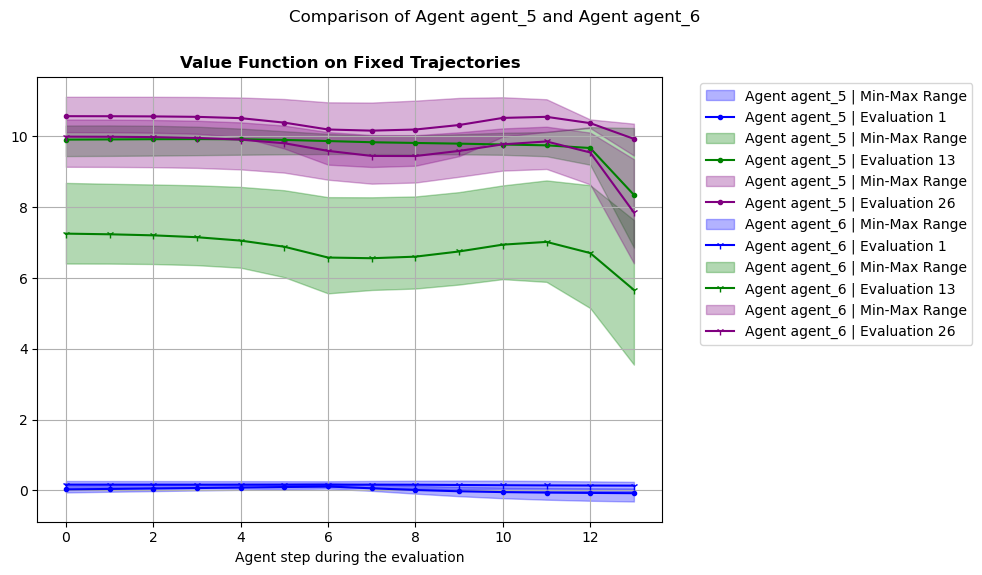 Comparison of Agent agent_5 and Agent agent_6
Value Function on Fixed Trajectories
10
8
6
4
2
0
0 2 4 6 8 10 12
Agent step during the evaluation
Agent agent_5 | Min-Max Range
Agent agent_5 | Evaluation 1
Agent agent_5 | Min-Max Range
Agent agent_5 | Evaluation 13
Agent agent_5 | Min-Max Range
Agent agent_5 | Evaluation 26
Agent agent_6 | Min-Max Range
Agent agent_6 | Evaluation 1
Agent agent_6 | Min-Max Range
Agent agent_6 | Evaluation 13
Agent agent_6 | Min-Max Range
Agent agent_6 | Evaluation 26